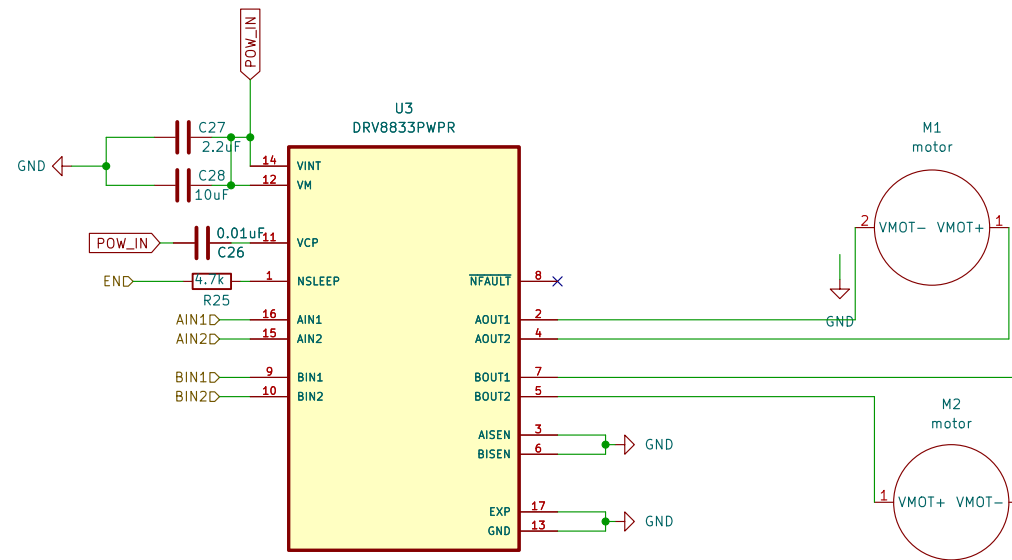 POW_IN
U3
DRV8833PWPR
C27
2.2uF
GND
C28
10uF
14 VINT
12 VM
POW_IN
0.01uF
C26
11 VCP
EN
4.7k
R25
1 NSLEEP
NFAULT 8
AIN1 16 AIN1
AIN2 15 AIN2
AOUT1 2
AOUT2 4
BIN1 9 BIN1
BIN2 10 BIN2
BOUT1 7
BOUT2 5
AISEN 3
BISEN 6
GND
EXP 17
GND 13
GND
M1
motor
2 VMOT- VMOT+ 1
GND
M2
motor
1 VMOT+ VMOT-